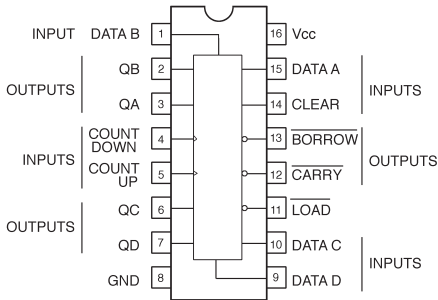 INPUT DATA B 1 16 Vcc
QB 2 15 DATA A
OUTPUTS INPUTS
QA 3 14 CLEAR
COUNT DOWN 4 13 BORROW
INPUTS OUTPUTS
COUNT UP 5 12 CARRY
QC 6 11 LOAD
OUTPUTS
QD 7 10 DATA C
INPUTS
GND 8 9 DATA D